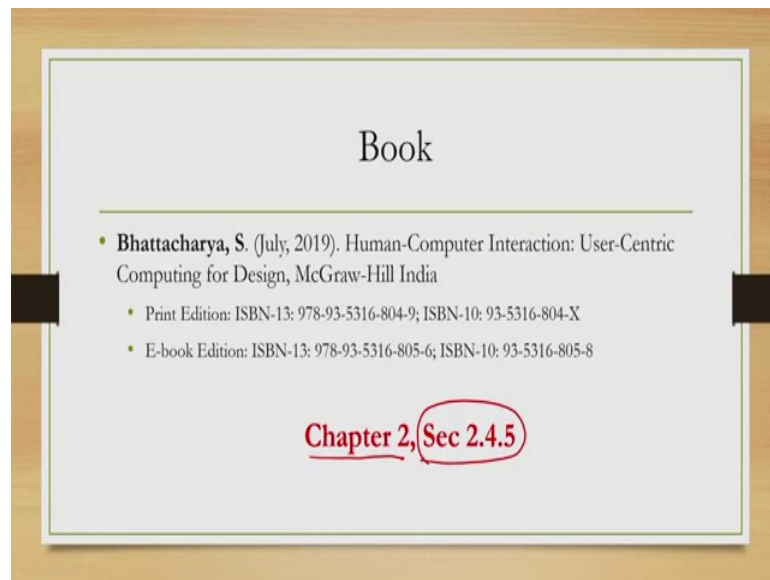 Book
• Bhattacharya, S. (July, 2019). Human-Computer Interaction: User-Centric
Computing for Design, McGraw-Hill India
• Print Edition: ISBN-13: 978-93-5316-804-9; ISBN-10: 93-5316-804-X
• E-book Edition: ISBN-13: 978-93-5316-805-6; ISBN-10: 93-5316-805-8
Chapter 2, Sec 2.4.5